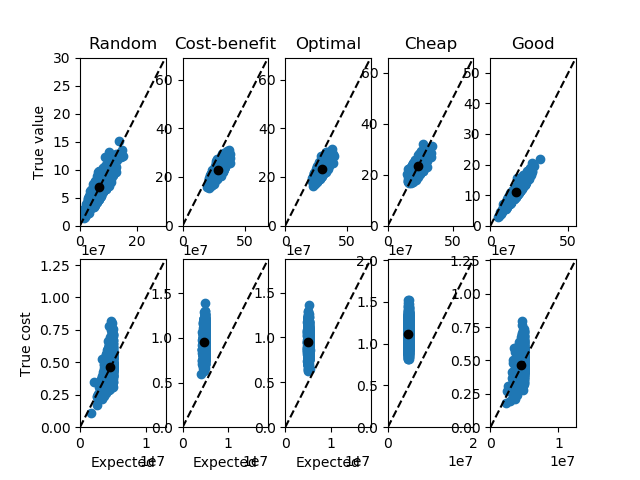 Random Cost-benefit Optimal Cheap Good
True value
30 25 20 15 10 5 0
60 40 20 0
60 40 20 0
60 40 20 0
50 40 30 20 10 0
0 20
0 50
0 50
0
0 50
1e7 1e7 1e7 1e7
True cost
1.25 1.00 0.75 0.50 0.25 0.00
1.5 1.0 0.5 0.0
1.5 1.0 0.5 0.0
2.0 1.5 1.0 0.5 0.0
1.25 1.00 0.75 0.50 0.25 0.00
0 1
0 1
0 1
0 1 2
0 1
Expected 1e7 Expected 1e7 Expected 1e7 1e7 1e7